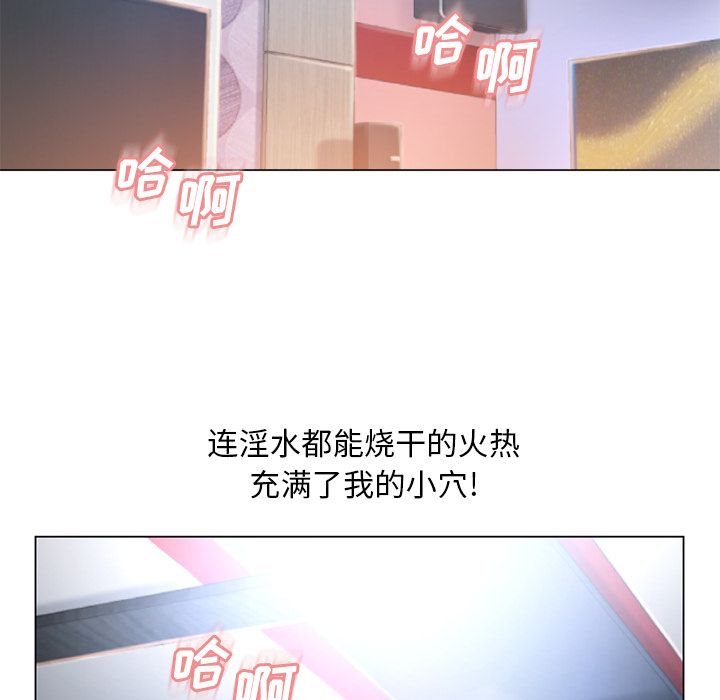 哈 啊
哈 啊
连淫水都能烧干的火热
充满了我的小穴!
哈 啊